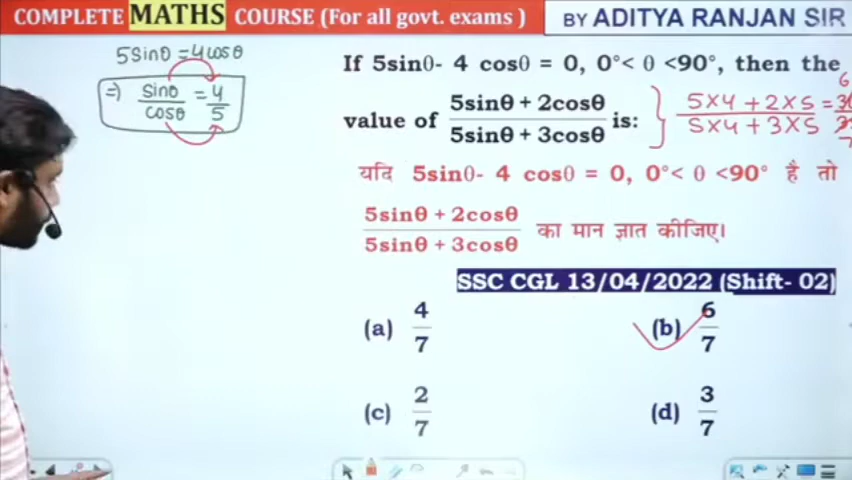 COMPLETE MATHS COURSE (For all govt. exams ) BY ADITYA RANJAN SIR
5sinθ = 4cosθ
⇒) sinθ/cosθ = 4/5
If 5sinθ- 4 cosθ = 0, 0°< θ <90°, then the
value of (5sinθ + 2cosθ)/(5sinθ + 3cosθ) is: } (5×4 + 2×5)/(5×4 + 3×5) =
यदि 5sinθ- 4 cosθ = 0, 0°< θ <90° है तो
(5sinθ + 2cosθ)/(5sinθ + 3cosθ) का मान ज्ञात कीजिए।
SSC CGL 13/04/2022 (Shift- 02)
(a) 4/7 (b) 6/7
(c) 2/7 (d) 3/7